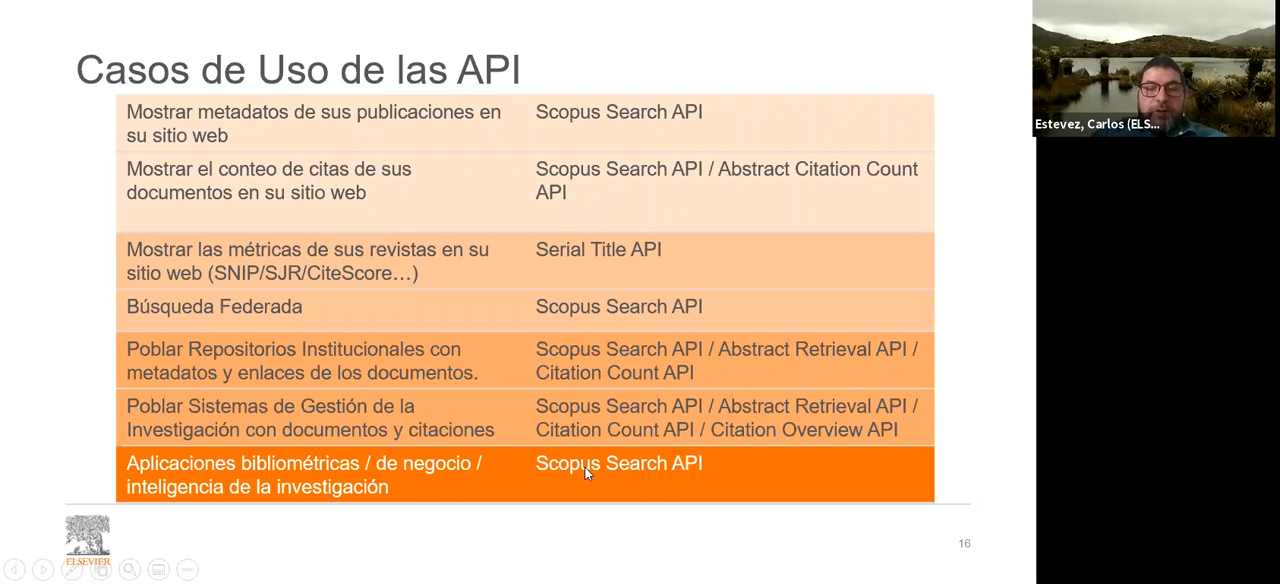 Casos de Uso de las API
Mostrar metadatos de sus publicaciones en
su sitio web
Scopus Search API
Mostrar el conteo de citas de sus
documentos en su sitio web
Scopus Search API / Abstract Citation Count
API
Mostrar las métricas de sus revistas en su
sitio web (SNIP/SJR/CiteScore…)
Serial Title API
Búsqueda Federada
Scopus Search API
Poblar Repositorios Institucionales con
metadatos y enlaces de los documentos.
Scopus Search API / Abstract Retrieval API /
Citation Count API
Poblar Sistemas de Gestión de la
Investigación con documentos y citaciones
Scopus Search API / Abstract Retrieval API /
Citation Count API / Citation Overview API
Aplicaciones bibliométricas / de negocio /
inteligencia de la investigación
Scopus Search API
ELSEVIER
16
Estevez, Carlos (ELS...